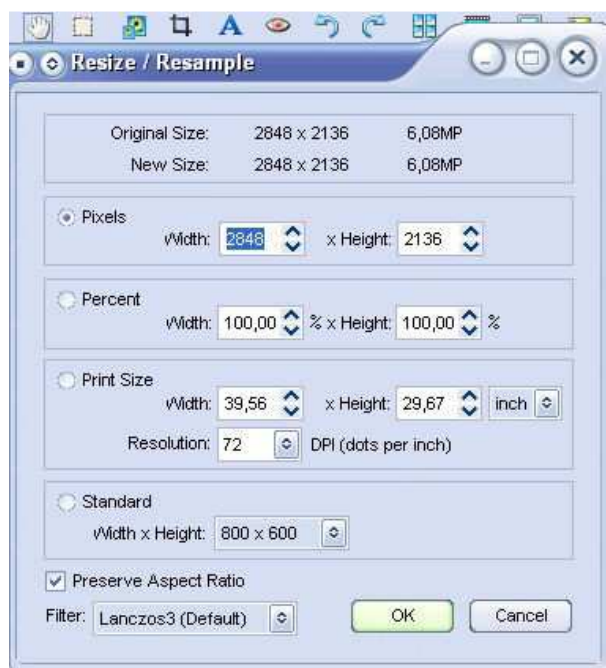 Resize / Resample
Original Size: 2848 x 2136 6,08MP
New Size: 2848 x 2136 6,08MP
Pixels
Width: 2848 x Height: 2136
Percent
Width: 100,00 % x Height: 100,00 %
Print Size
Width: 39,56 x Height: 29,67 inch
Resolution: 72 DPI (dots per inch)
Standard
Width x Height: 800 x 600
Preserve Aspect Ratio
Filter: Lanczos3 (Default) OK Cancel